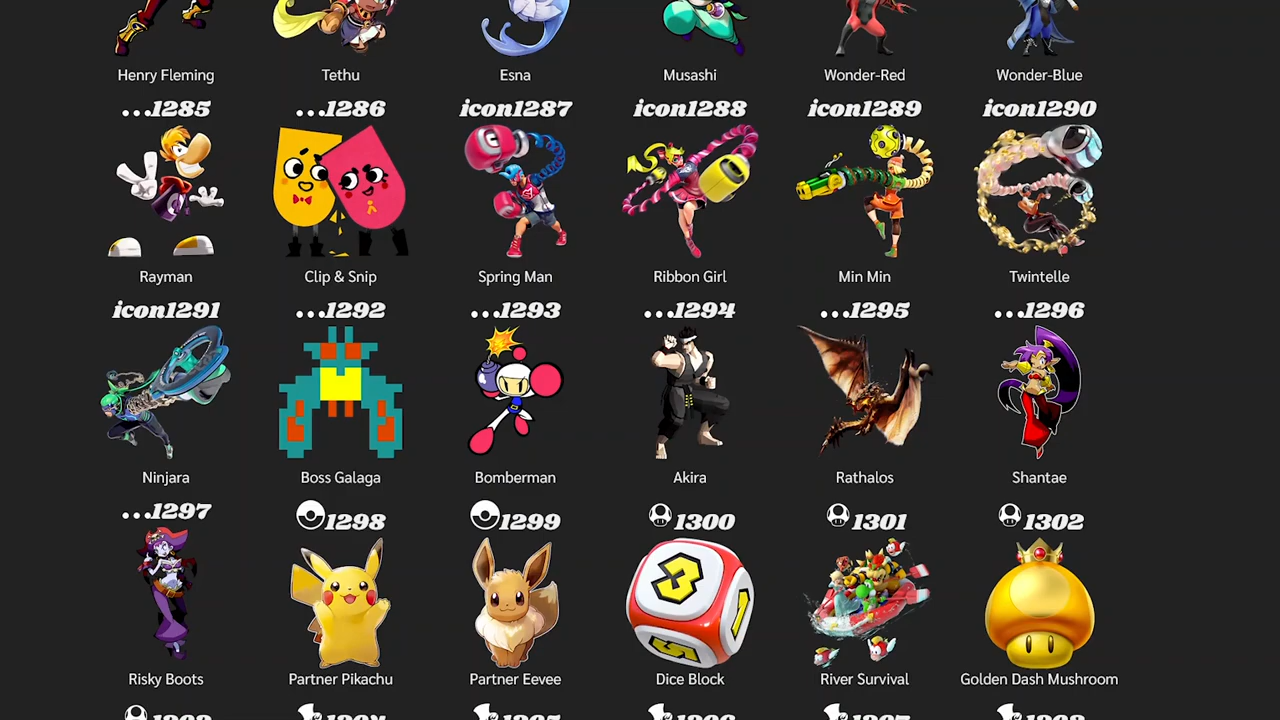 Henry Fleming Tethu Esna Musashi Wonder-Red Wonder-Blue
...1285 ...1286 icon1287 icon1288 icon1289 icon1290
Rayman Clip & Snip Spring Man Ribbon Girl Min Min Twintelle
icon1291 ...1292 ...1293 ...1294 ...1295 ...1296
Ninjara Boss Galaga Bomberman Akira Rathalos Shantae
...1297 1298 1299 1300 1301 1302
3 1 5
Risky Boots Partner Pikachu Partner Eevee Dice Block River Survival Golden Dash Mushroom